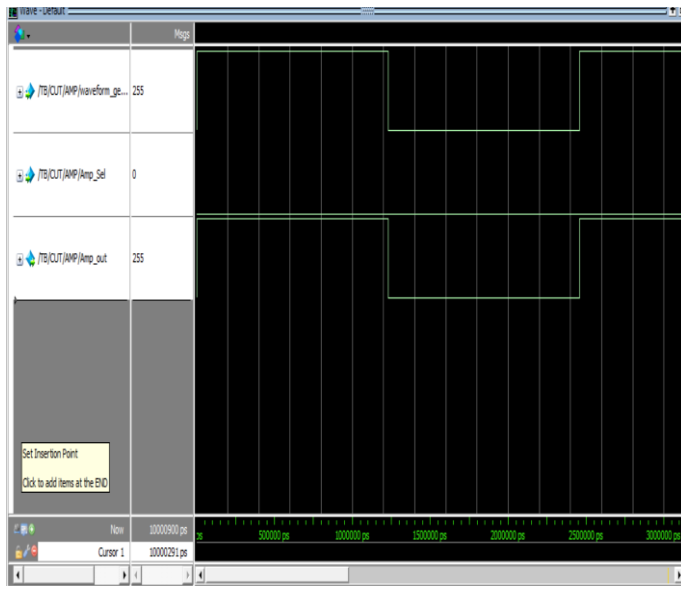 Wave - Default
Msgs
/TB/CUT/AMP/waveform_ge... 255
/TB/CUT/AMP/Amp_Sel 0
/TB/CUT/AMP/Amp_out 255
Set Insertion Point
Click to add items at the END
Now 10000900 ps
Cursor 1 10000291 ps
ps 500000 ps 1000000 ps 1500000 ps 2000000 ps 2500000 ps 3000000 ps